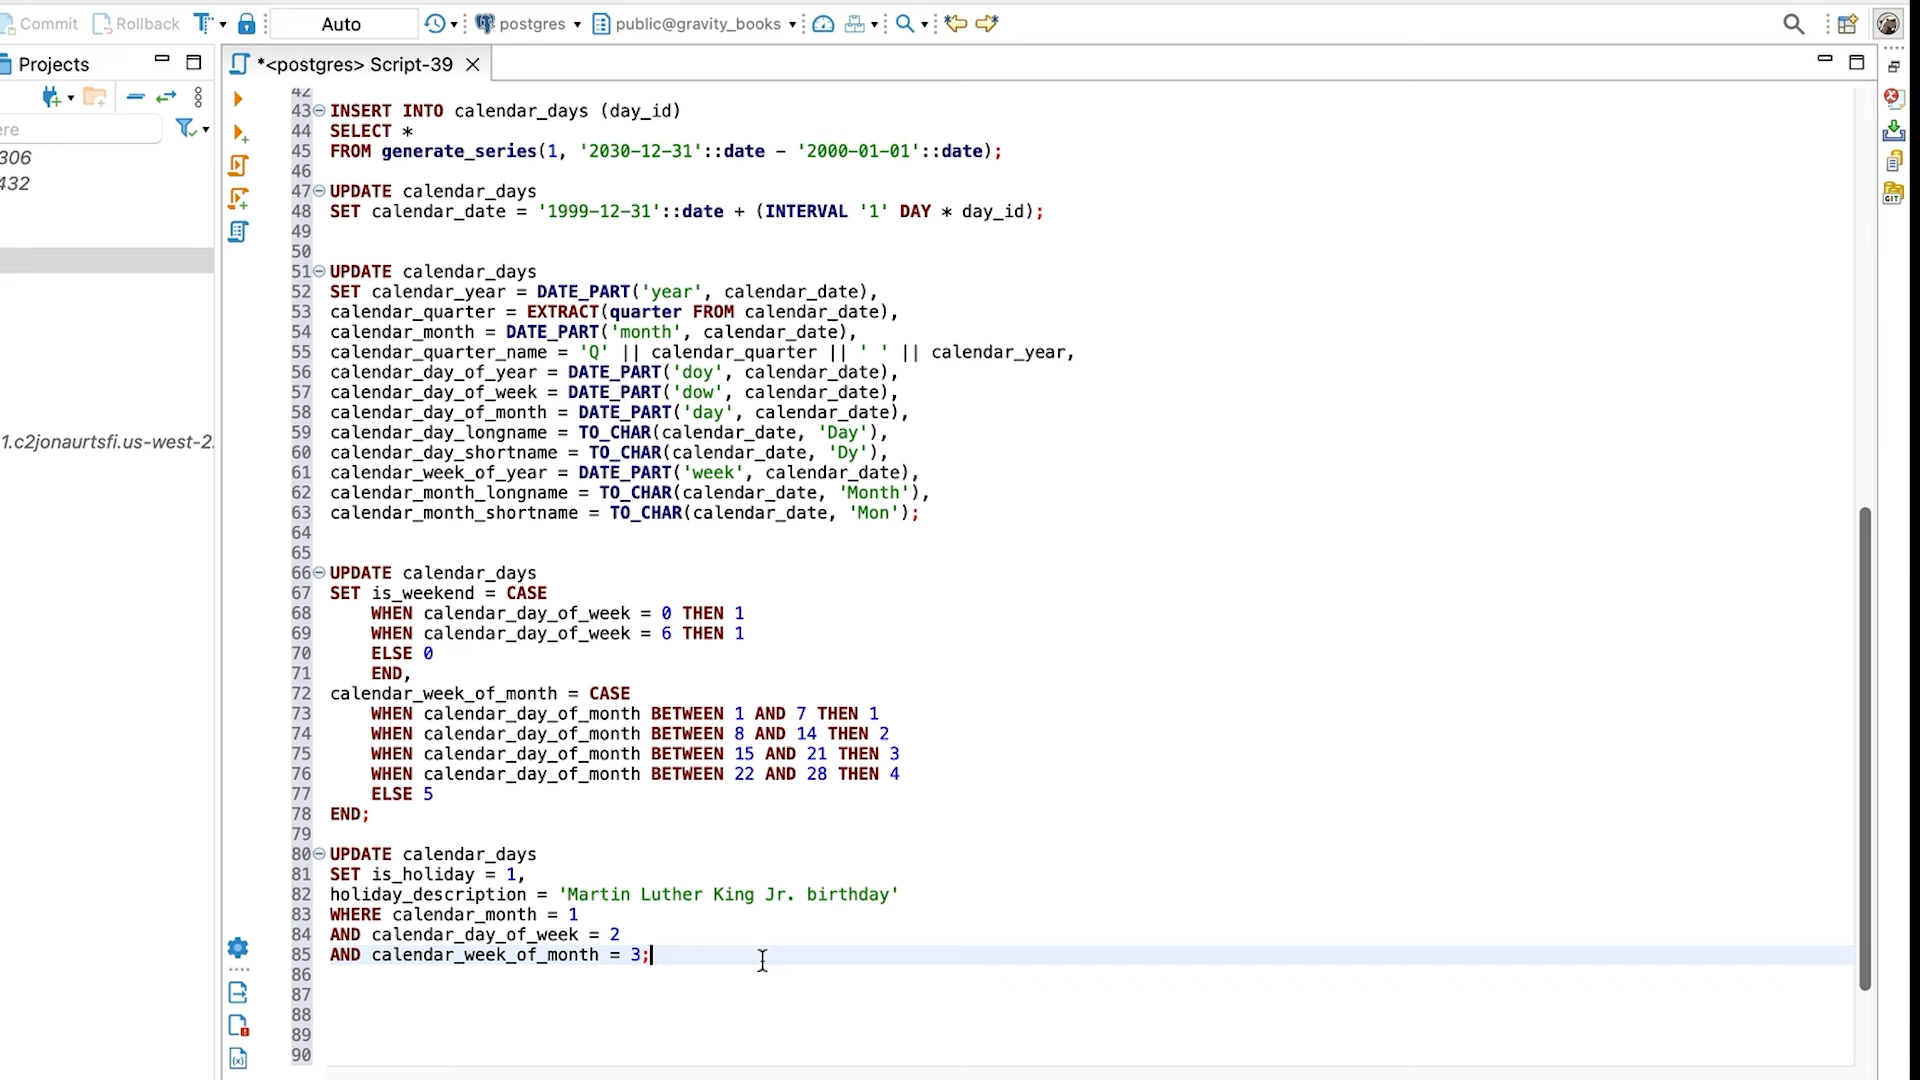 Commit Rollback Auto postgres public@gravity_books
Projects
*<postgres> Script-39
ere
306
432
1.c2jonaurtsfi.us-west-2.
42
43 INSERT INTO calendar_days (day_id)
44 SELECT *
45 FROM generate_series(1, '2030-12-31'::date - '2000-01-01'::date);
46
47 UPDATE calendar_days
48 SET calendar_date = '1999-12-31'::date + (INTERVAL '1' DAY * day_id);
49
50
51 UPDATE calendar_days
52 SET calendar_year = DATE_PART('year', calendar_date),
53 calendar_quarter = EXTRACT(quarter FROM calendar_date),
54 calendar_month = DATE_PART('month', calendar_date),
55 calendar_quarter_name = 'Q' || calendar_quarter || ' ' || calendar_year,
56 calendar_day_of_year = DATE_PART('doy', calendar_date),
57 calendar_day_of_week = DATE_PART('dow', calendar_date),
58 calendar_day_of_month = DATE_PART('day', calendar_date),
59 calendar_day_longname = TO_CHAR(calendar_date, 'Day'),
60 calendar_day_shortname = TO_CHAR(calendar_date, 'Dy'),
61 calendar_week_of_year = DATE_PART('week', calendar_date),
62 calendar_month_longname = TO_CHAR(calendar_date, 'Month'),
63 calendar_month_shortname = TO_CHAR(calendar_date, 'Mon');
64
65
66 UPDATE calendar_days
67 SET is_weekend = CASE
68 WHEN calendar_day_of_week = 0 THEN 1
69 WHEN calendar_day_of_week = 6 THEN 1
70 ELSE 0
71 END,
72 calendar_week_of_month = CASE
73 WHEN calendar_day_of_month BETWEEN 1 AND 7 THEN 1
74 WHEN calendar_day_of_month BETWEEN 8 AND 14 THEN 2
75 WHEN calendar_day_of_month BETWEEN 15 AND 21 THEN 3
76 WHEN calendar_day_of_month BETWEEN 22 AND 28 THEN 4
77 ELSE 5
78 END;
79
80 UPDATE calendar_days
81 SET is_holiday = 1,
82 holiday_description = 'Martin Luther King Jr. birthday'
83 WHERE calendar_month = 1
84 AND calendar_day_of_week = 2
85 AND calendar_week_of_month = 3;
86
87
88
89
90
GIT